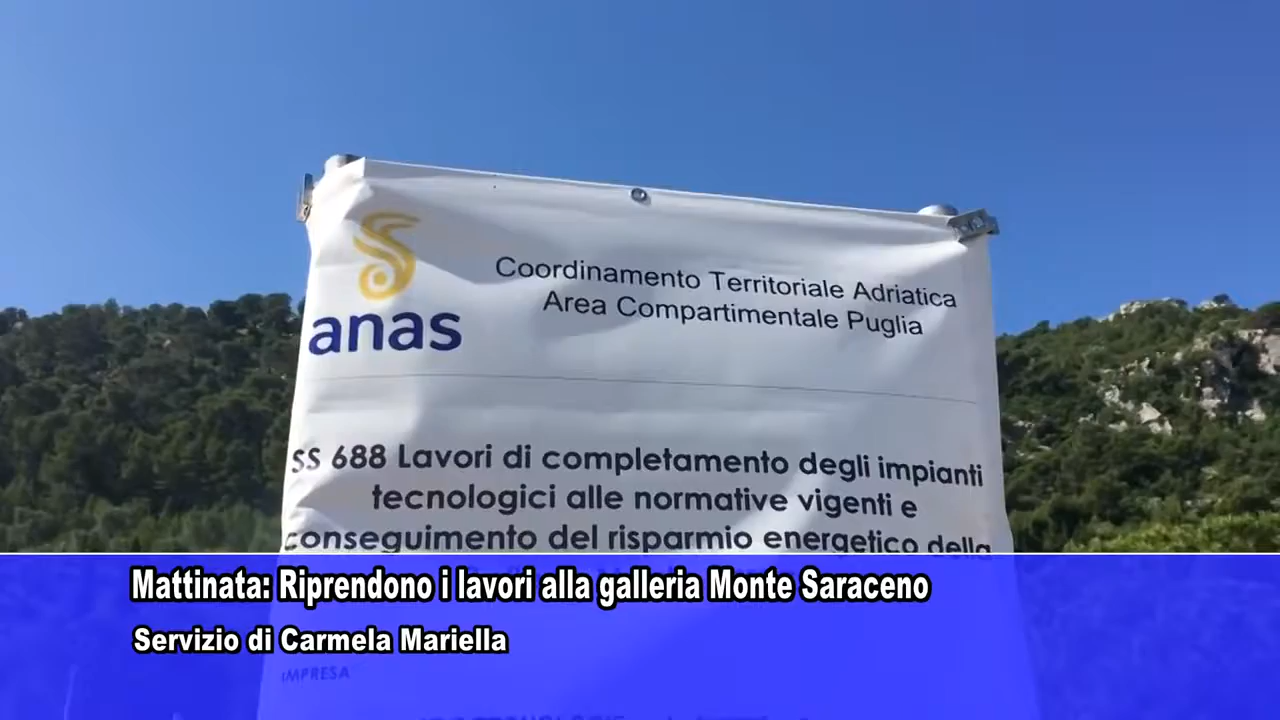 anas
Coordinamento Territoriale Adriatica
Area Compartimentale Puglia
SS 688 Lavori di completamento degli impianti
tecnologici alle normative vigenti e
conseguimento del risparmio energetico della
Mattinata: Riprendono i lavori alla galleria Monte Saraceno
Servizio di Carmela Mariella
IMPRESA